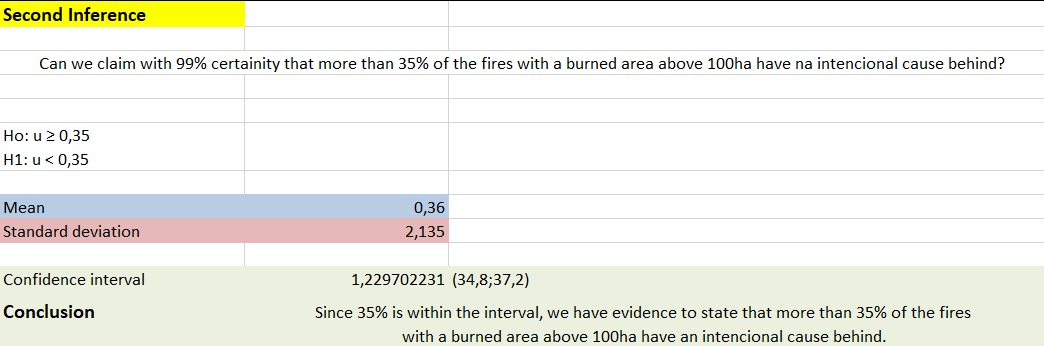 Second Inference
Can we claim with 99% certainity that more than 35% of the fires with a burned area above 100ha have na intencional cause behind?
Ho: u ≥ 0,35
H1: u < 0,35
Mean 0,36
Standard deviation 2,135
Confidence interval 1,229702231 (34,8;37,2)
Conclusion Since 35% is within the interval, we have evidence to state that more than 35% of the fires
with a burned area above 100ha have an intencional cause behind.